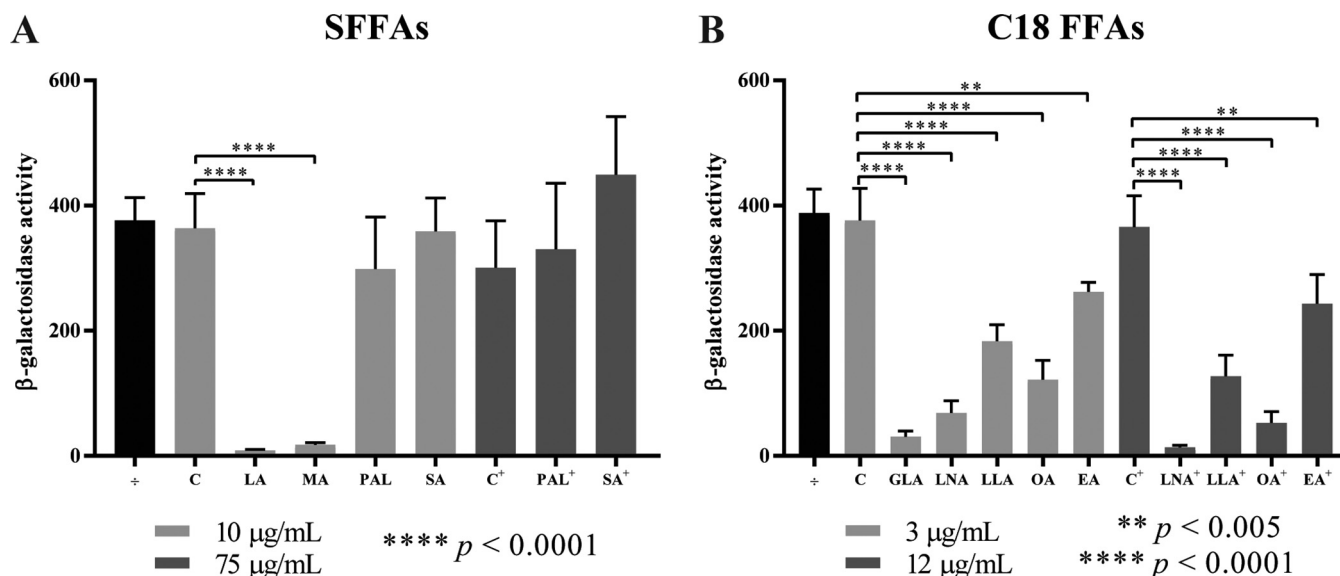 A
SFFAs
β-galactosidase activity
600
400
200
0
****
****
÷ C LA MA PAL SA C⁺ PAL⁺ SA⁺
10 µg/mL
75 µg/mL
**** p < 0.0001
B
C18 FFAs
β-galactosidase activity
600
400
200
0
**
****
****
****
****
**
****
****
****
÷ C GLA LNA LLA OA EA C⁺ LNA⁺ LLA⁺ OA⁺ EA⁺
3 µg/mL
12 µg/mL
** p < 0.005
**** p < 0.0001